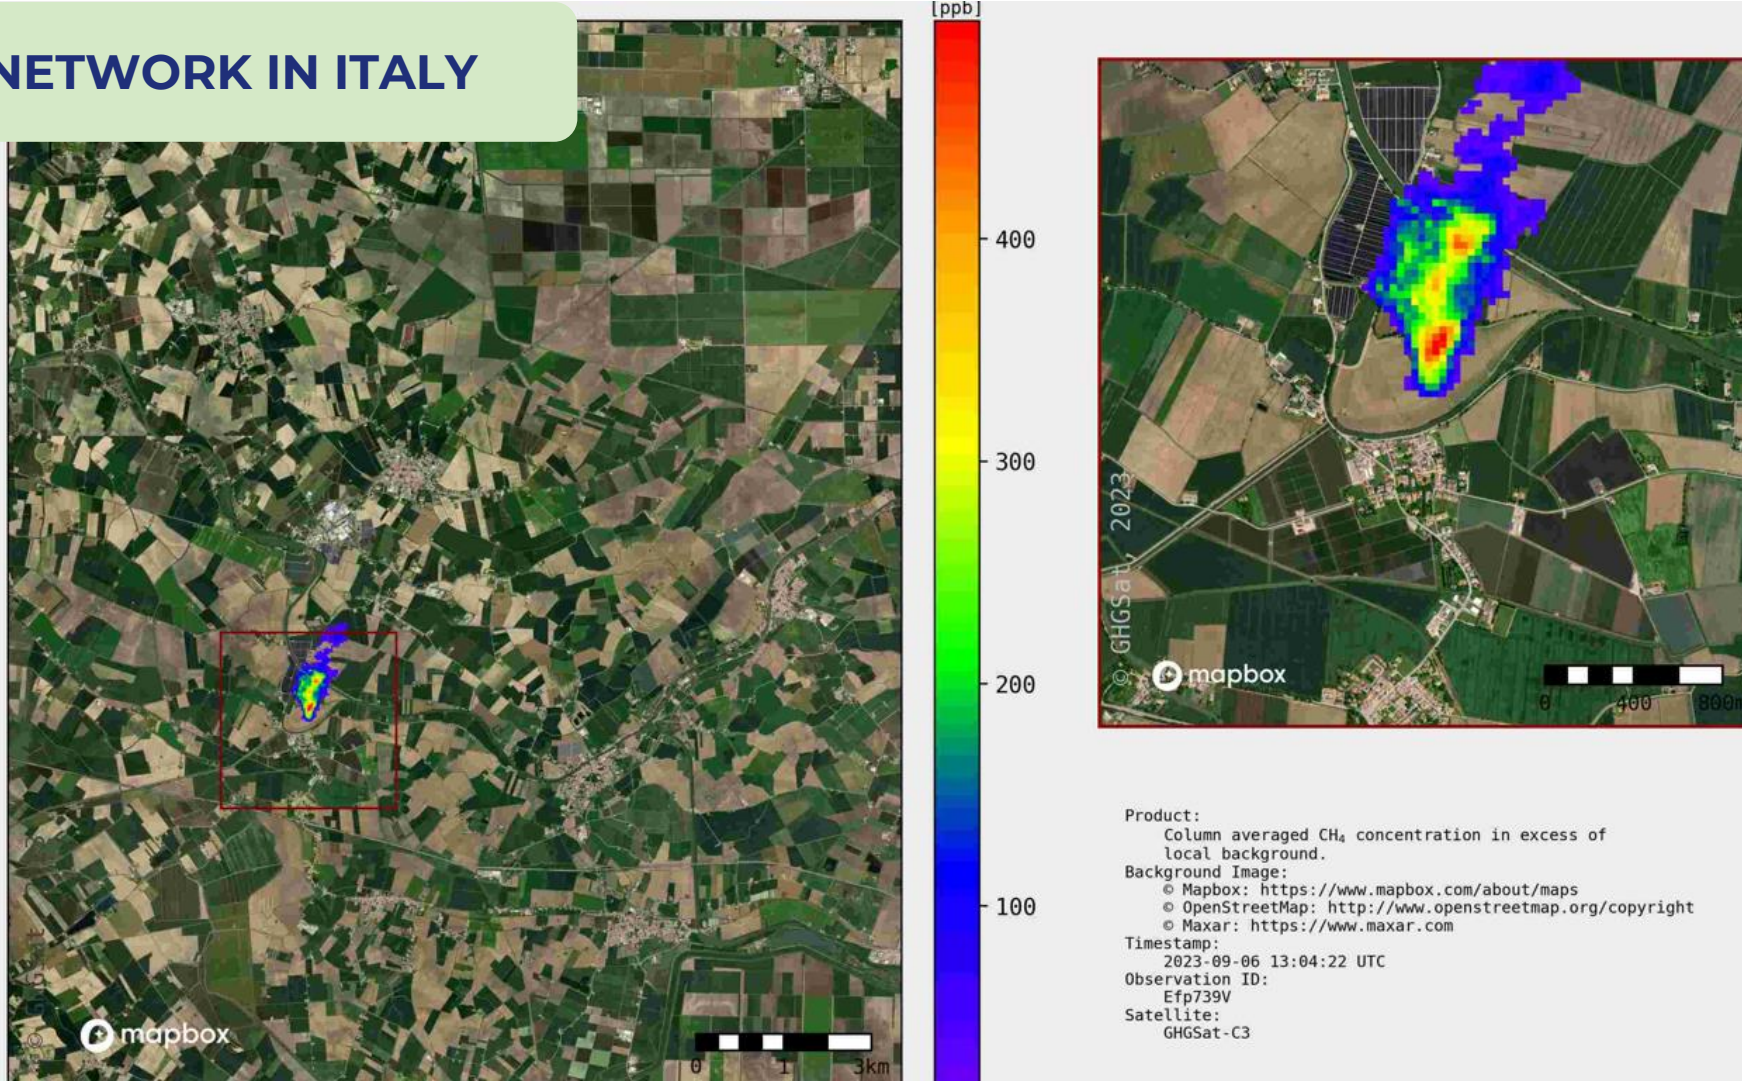 NETWORK IN ITALY
[ppb]
400
300
200
100
© GHGSat
mapbox
0 1 3km
© GHGSat, 2023
mapbox
0 400 800m
Product:
Column averaged CH₄ concentration in excess of
local background.
Background Image:
© Mapbox: https://www.mapbox.com/about/maps
© OpenStreetMap: http://www.openstreetmap.org/copyright
© Maxar: https://www.maxar.com
Timestamp:
2023-09-06 13:04:22 UTC
Observation ID:
Efp739V
Satellite:
GHGSat-C3